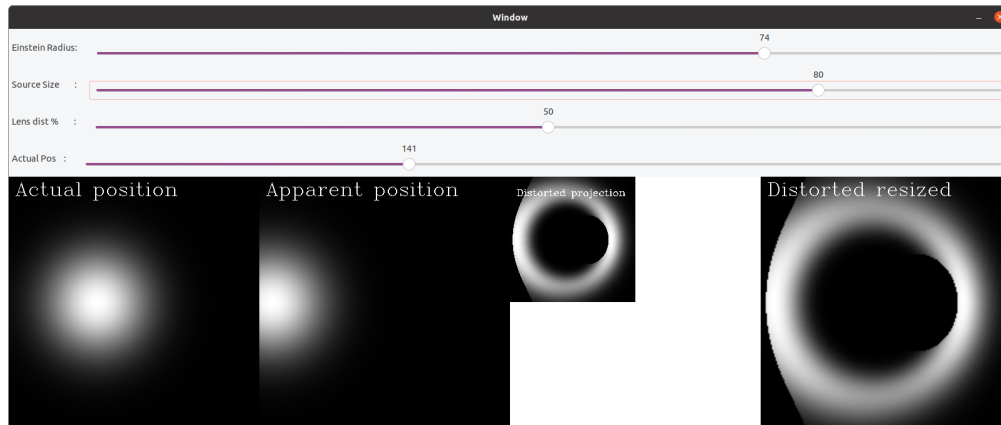 Window
Einstein Radius:
74
Source Size :
80
Lens dist % :
50
Actual Pos :
141
Actual position
Apparent position
Distorted projection
Distorted resized